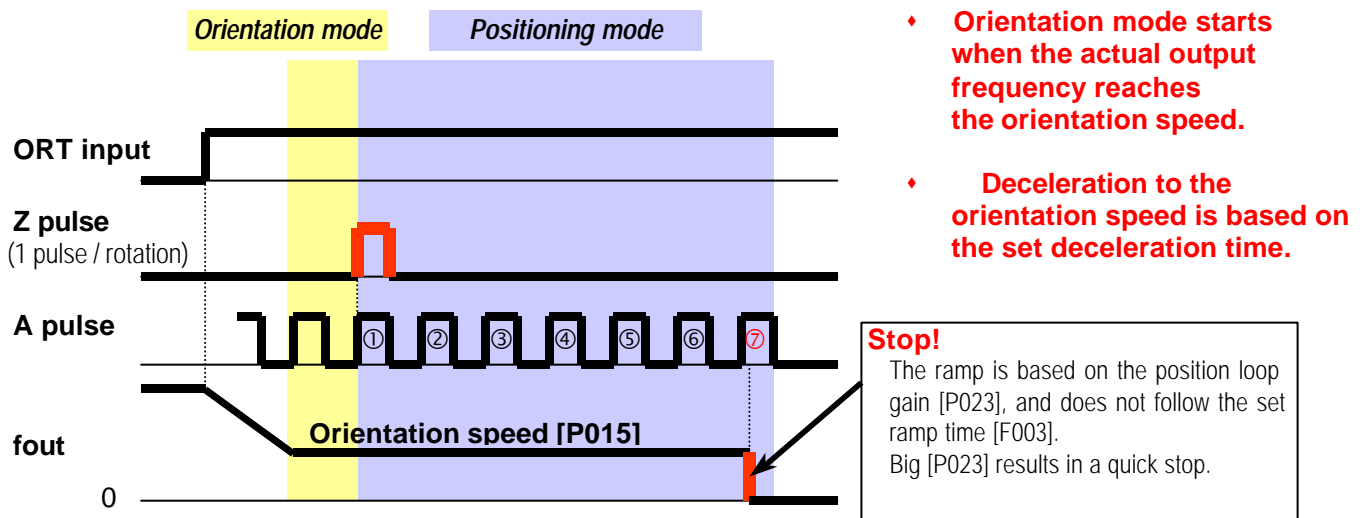 Orientation mode
Positioning mode
ORT input
Z pulse
(1 pulse / rotation)
A pulse
① ② ③ ④ ⑤ ⑥ ⑦
fout
Orientation speed [P015]
0
♦ Orientation mode starts
when the actual output
frequency reaches
the orientation speed.
♦ Deceleration to the
orientation speed is based on
the set deceleration time.
Stop!
The ramp is based on the position loop
gain [P023], and does not follow the set
ramp time [F003].
Big [P023] results in a quick stop.